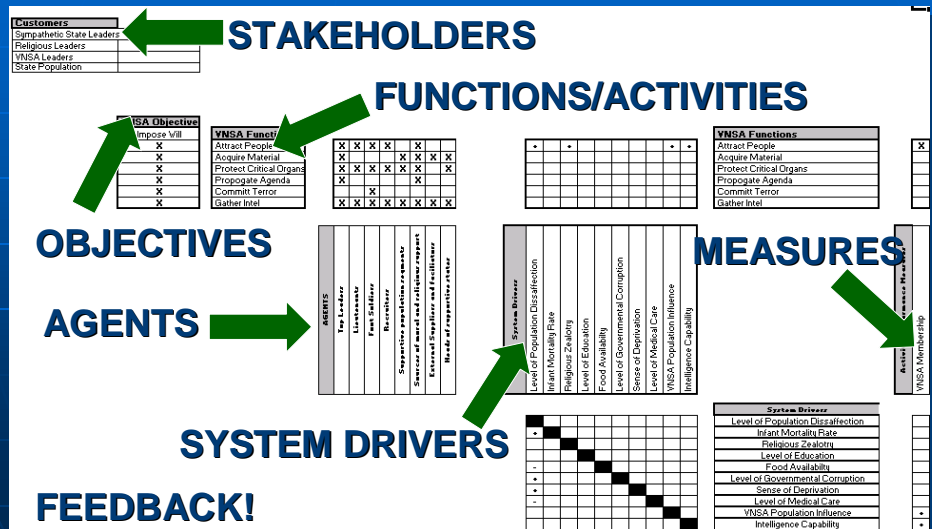 Customers
Sympathetic State Leaders
Religious Leaders
VNSA Leaders
State Population
STAKEHOLDERS
FUNCTIONS/ACTIVITIES
SA Objective
mpose Will
X
X
X
X
X
X
VNSA Functi
Attract People
Acquire Material
Protect Critical Organs
Propogate Agenda
Committ Terror
Gather Intel
X X X X X
X X X X X
X X X X X X X
X X
X
X X X X X X X X
+ + + +
VNSA Functions
Attract People
Acquire Material
Protect Critical Organs
Propogate Agenda
Committ Terror
Gather Intel
X
OBJECTIVES
AGENTS
AGENTS
Top Leaders
Lieutenants
Foot Soldiers
Recruiters
Supportive population segments
Sources of moral and religious support
External Suppliers and facilitators
Heads of supportive states
System Drivers
Level of Population Dissaffection
Infant Mortality Rate
Religious Zealotry
Level of Education
Food Availabilty
Level of Governmental Corruption
Sense of Deprivation
Level of Medical Care
VNSA Population Influence
Intelligence Capability
MEASURES
VNSA Membership
SYSTEM DRIVERS
FEEDBACK!
+
-
+
+
-
System Drivers
Level of Population Dissaffection
Infant Mortality Rate
Religious Zealotry
Level of Education
Food Availabilty
Level of Governmental Corruption
Sense of Deprivation
Level of Medical Care
VNSA Population Influence
Intelligence Capability
+
+